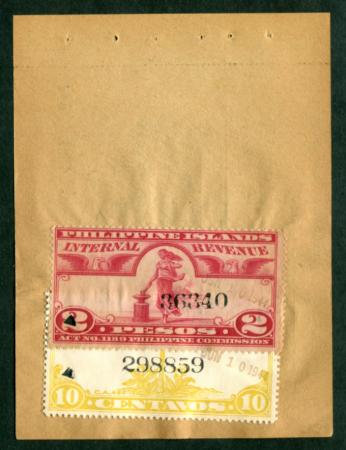 PHILIPPINE ISLANDS
INTERNAL REVENUE
36340
2 PESOS 2
ACT NO. 1189 PHILIPPINE COMMISSION
298859
10 CENTAVOS 10